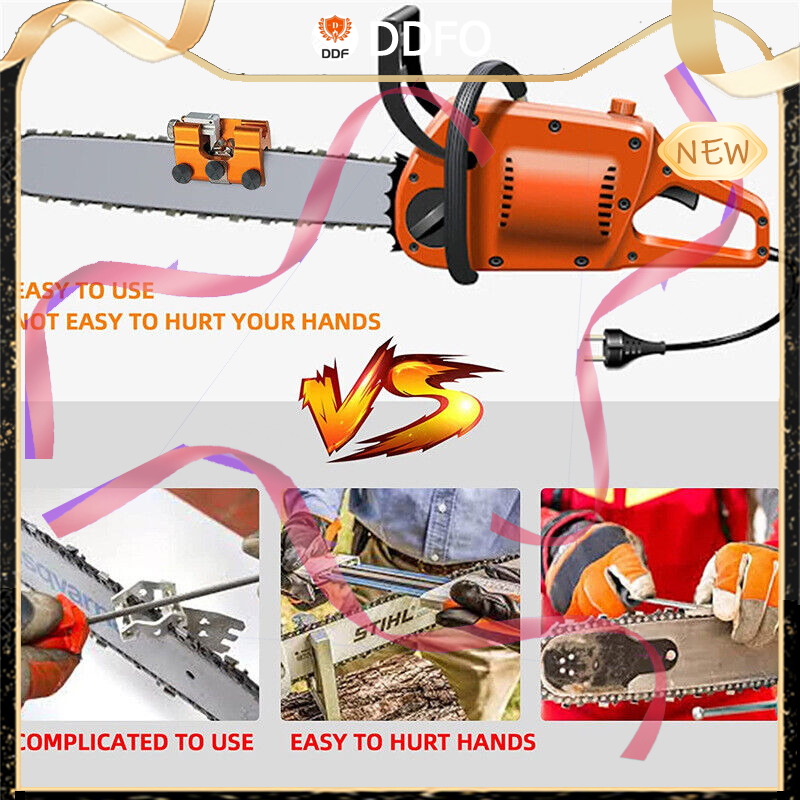 DDF
DDFO
NEW
EASY TO USE
NOT EASY TO HURT YOUR HANDS
VS
sqvarn
STIHL
COMPLICATED TO USE
EASY TO HURT HANDS